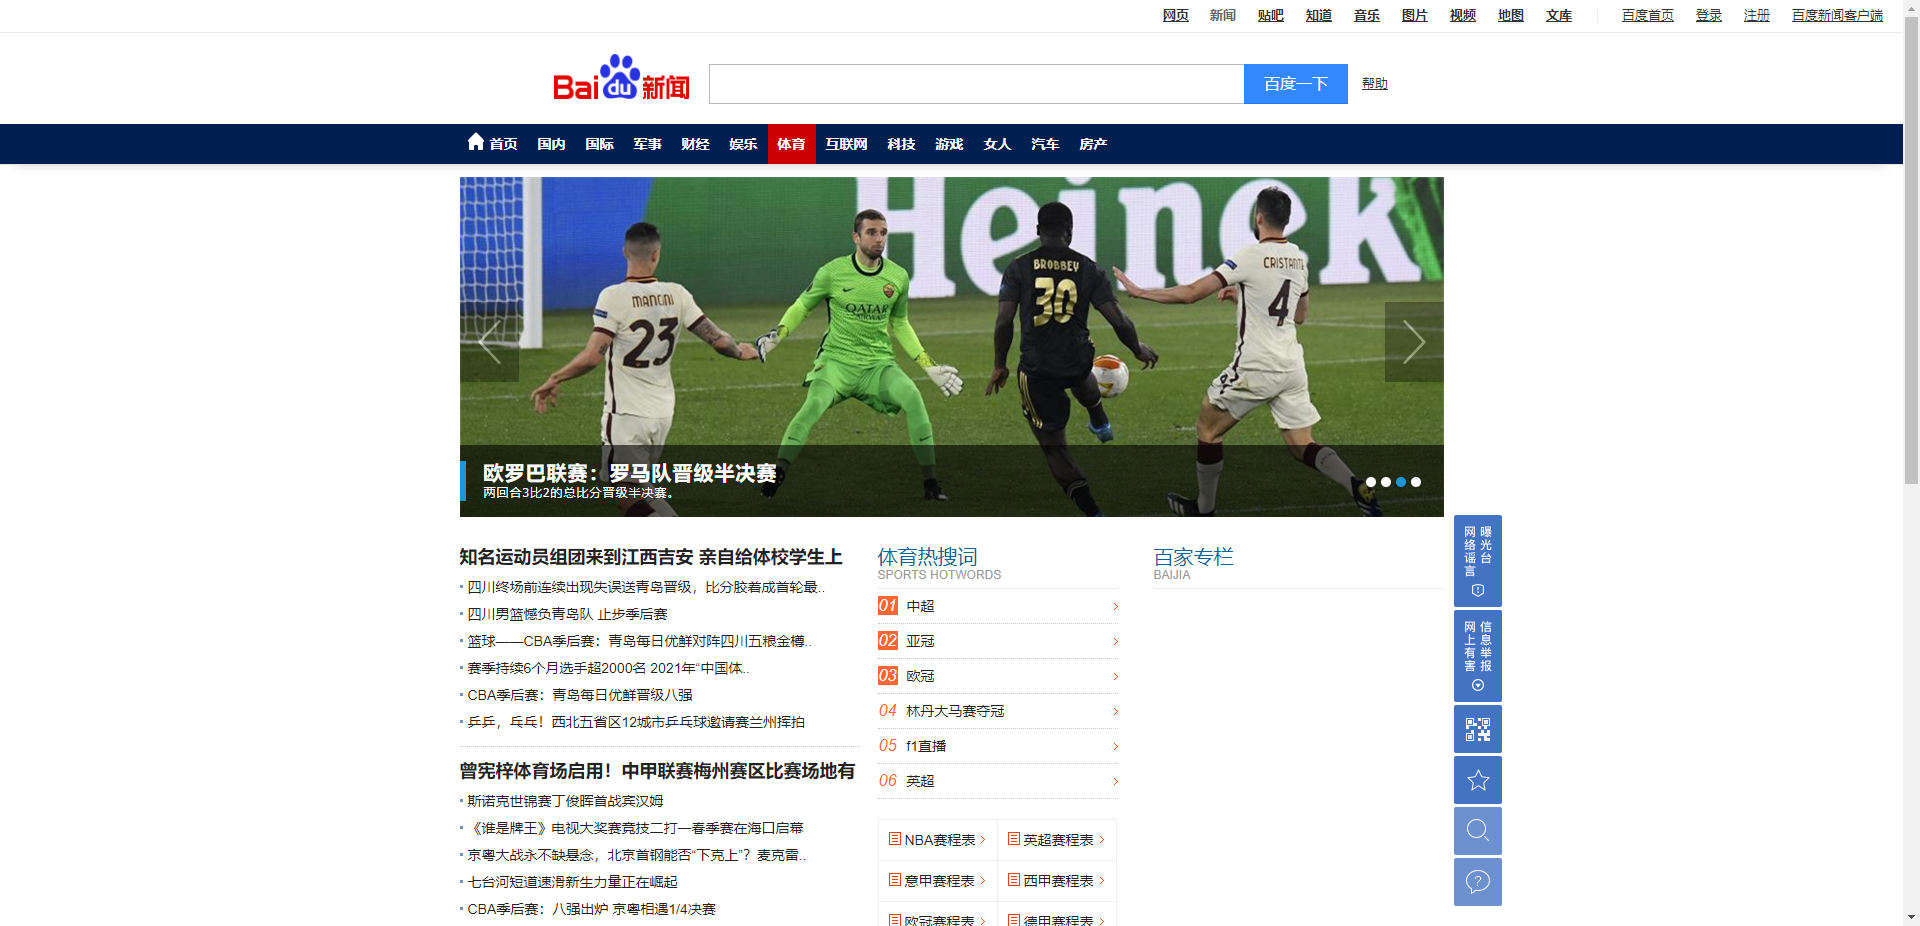 网页 新闻 贴吧 知道 音乐 图片 视频 地图 文库 百度首页 登录 注册 百度新闻客户端
Baidu新闻 百度一下 帮助
首页 国内 国际 军事 财经 娱乐 体育 互联网 科技 游戏 女人 汽车 房产
Heineken
MANCINI 23
QATAR AIRWAYS
BROBBEY 30
CRISTANTE 4
欧罗巴联赛：罗马队晋级半决赛
两回合3比2的总比分晋级半决赛。
知名运动员组团来到江西吉安 亲自给体校学生上
四川终场前连续出现失误送青岛晋级，比分胶着成首轮最..
四川男篮憾负青岛队 止步季后赛
篮球——CBA季后赛：青岛每日优鲜对阵四川五粮金樽..
赛季持续6个月选手超2000名 2021年“中国体..
CBA季后赛：青岛每日优鲜晋级八强
乒乒，乓乓！西北五省区12城市乒乓球邀请赛兰州挥拍
曾宪梓体育场启用！中甲联赛梅州赛区比赛场地有
斯诺克世锦赛丁俊晖首战宾汉姆
《谁是牌王》电视大奖赛竞技二打一春季赛在海口启幕
京粤大战永不缺悬念，北京首钢能否“下克上”？麦克雷..
七台河短道速滑新生力量正在崛起
CBA季后赛：八强出炉 京粤相遇1/4决赛
体育热搜词
SPORTS HOTWORDS
01 中超
02 亚冠
03 欧冠
04 林丹大马赛夺冠
05 f1直播
06 英超
NBA赛程表 英超赛程表
意甲赛程表 西甲赛程表
欧冠赛程表 德甲赛程表
百家专栏
BAIJIA
网络谣言
曝光台
网上有害
信息举报